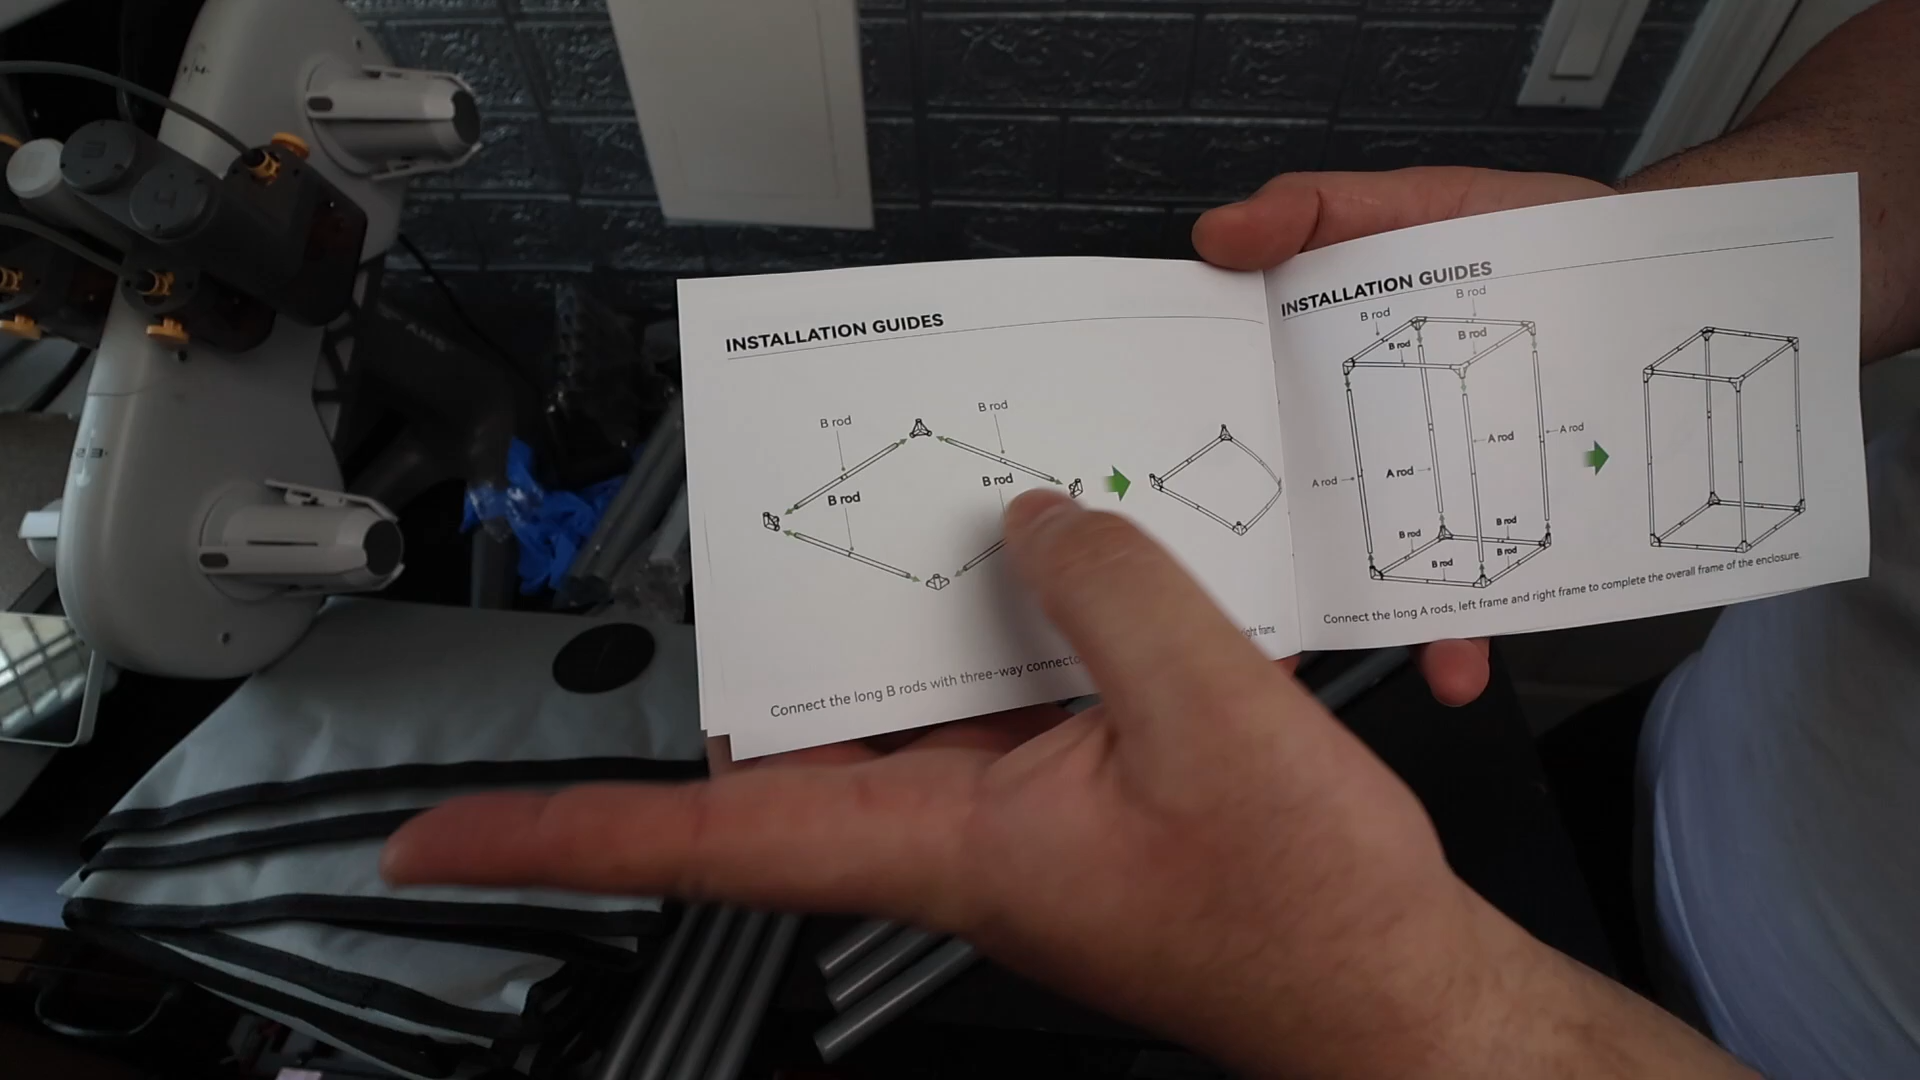 INSTALLATION GUIDES
B rod
B rod
B rod
B rod
Connect the long B rods with three-way
right frame.
INSTALLATION GUIDES
B rod
B rod
B rod
B rod
A rod
A rod
A rod
A rod
B rod
B rod
B rod
B rod
Connect the long A rods, left frame and right frame to complete the overall frame of the enclosure.